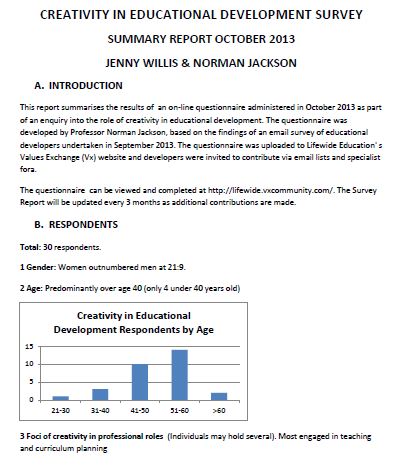 CREATIVITY IN EDUCATIONAL DEVELOPMENT SURVEY
SUMMARY REPORT OCTOBER 2013
JENNY WILLIS & NORMAN JACKSON
A. INTRODUCTION
This report summarises the results of an on-line questionnaire administered in October 2013 as part
of an enquiry into the role of creativity in educational development. The questionnaire was
developed by Professor Norman Jackson, based on the findings of an email survey of educational
developers undertaken in September 2013. The questionnaire was uploaded to Lifewide Education's
Values Exchange (Vx) website and developers were invited to contribute via email lists and specialist
fora.
The questionnaire can be viewed and completed at http://lifewide.vxcommunity.com/. The Survey
Report will be updated every 3 months as additional contributions are made.
B. RESPONDENTS
Total: 30 respondents.
1 Gender: Women outnumbered men at 21:9.
2 Age: Predominantly over age 40 (only 4 under 40 years old)
Creativity in Educational
Development Respondents by Age
15
10
5
0
21-30 31-40 41-50 51-60 >60
3 Foci of creativity in professional roles (Individuals may hold several). Most engaged in teaching
and curriculum planning